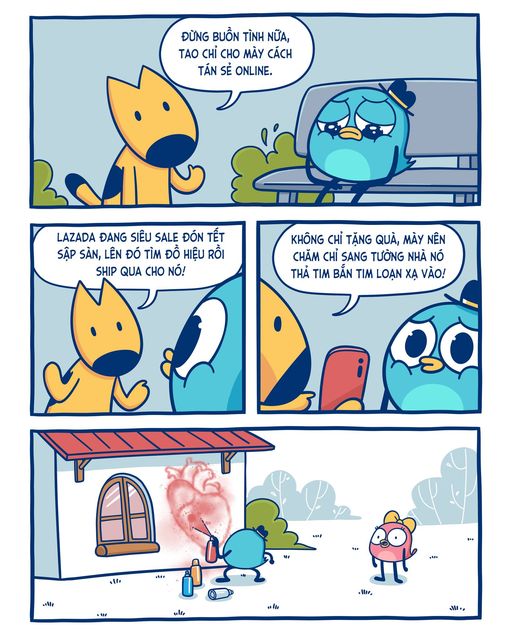 ĐỪNG BUỒN TÌNH NỮA,
TAO CHỈ CHO MÀY CÁCH
TÁN SẺ ONLINE.
LAZADA ĐANG SIÊU SALE ĐÓN TẾT
SẬP SÀN, LÊN ĐÓ TÌM ĐỒ HIỆU RỒI
SHIP QUA CHO NÓ!
KHÔNG CHỈ TẶNG QUÀ, MÀY NÊN
CHĂM CHỈ SANG TƯỜNG NHÀ NÓ
THẢ TIM BẮN TIM LOẠN XẠ VÀO!